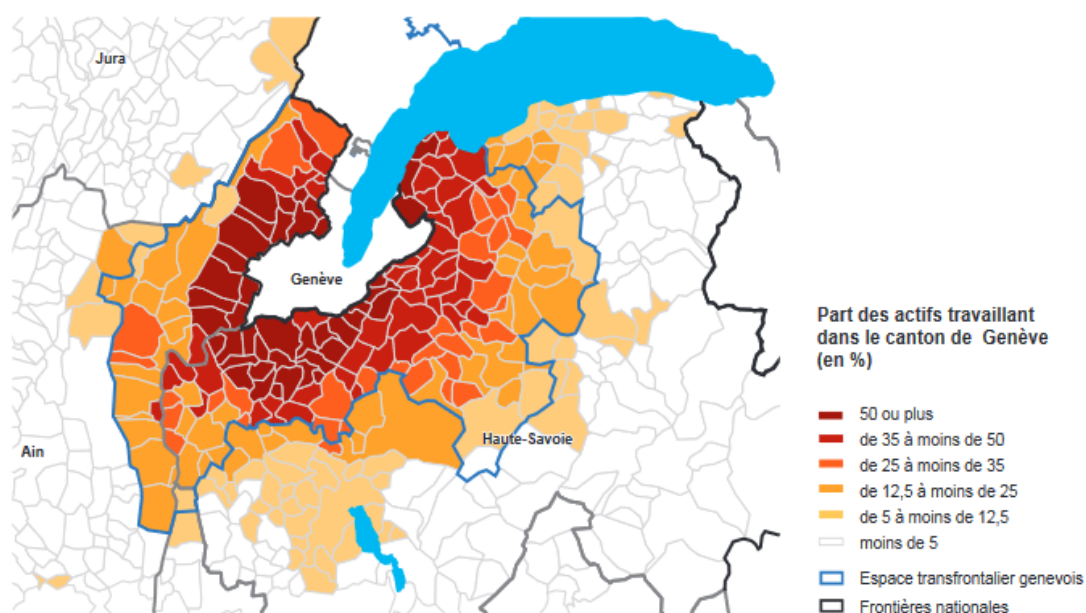 Jura
Genève
Ain
Haute-Savoie
Part des actifs travaillant
dans le canton de Genève
(en %)
50 ou plus
de 35 à moins de 50
de 25 à moins de 35
de 12,5 à moins de 25
de 5 à moins de 12,5
moins de 5
Espace transfrontalier genevois
Frontières nationales